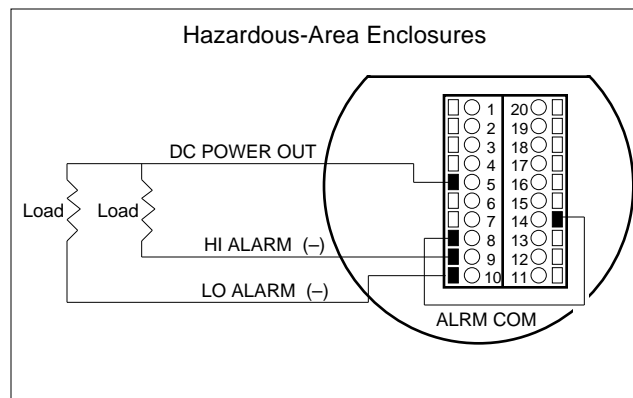 Hazardous-Area Enclosures
1 20
2 19
3 18
DC POWER OUT 4 17
5 16
6 15
Load Load 7 14
HI ALARM (–) 8 13
9 12
LO ALARM (–) 10 11
ALRM COM